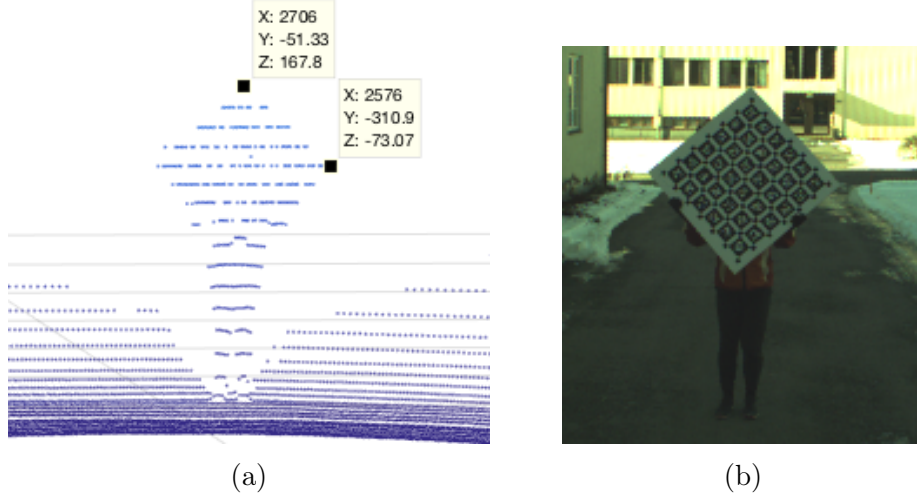 X: 2706
Y: -51.33
Z: 167.8
X: 2576
Y: -310.9
Z: -73.07
(a)
(b)